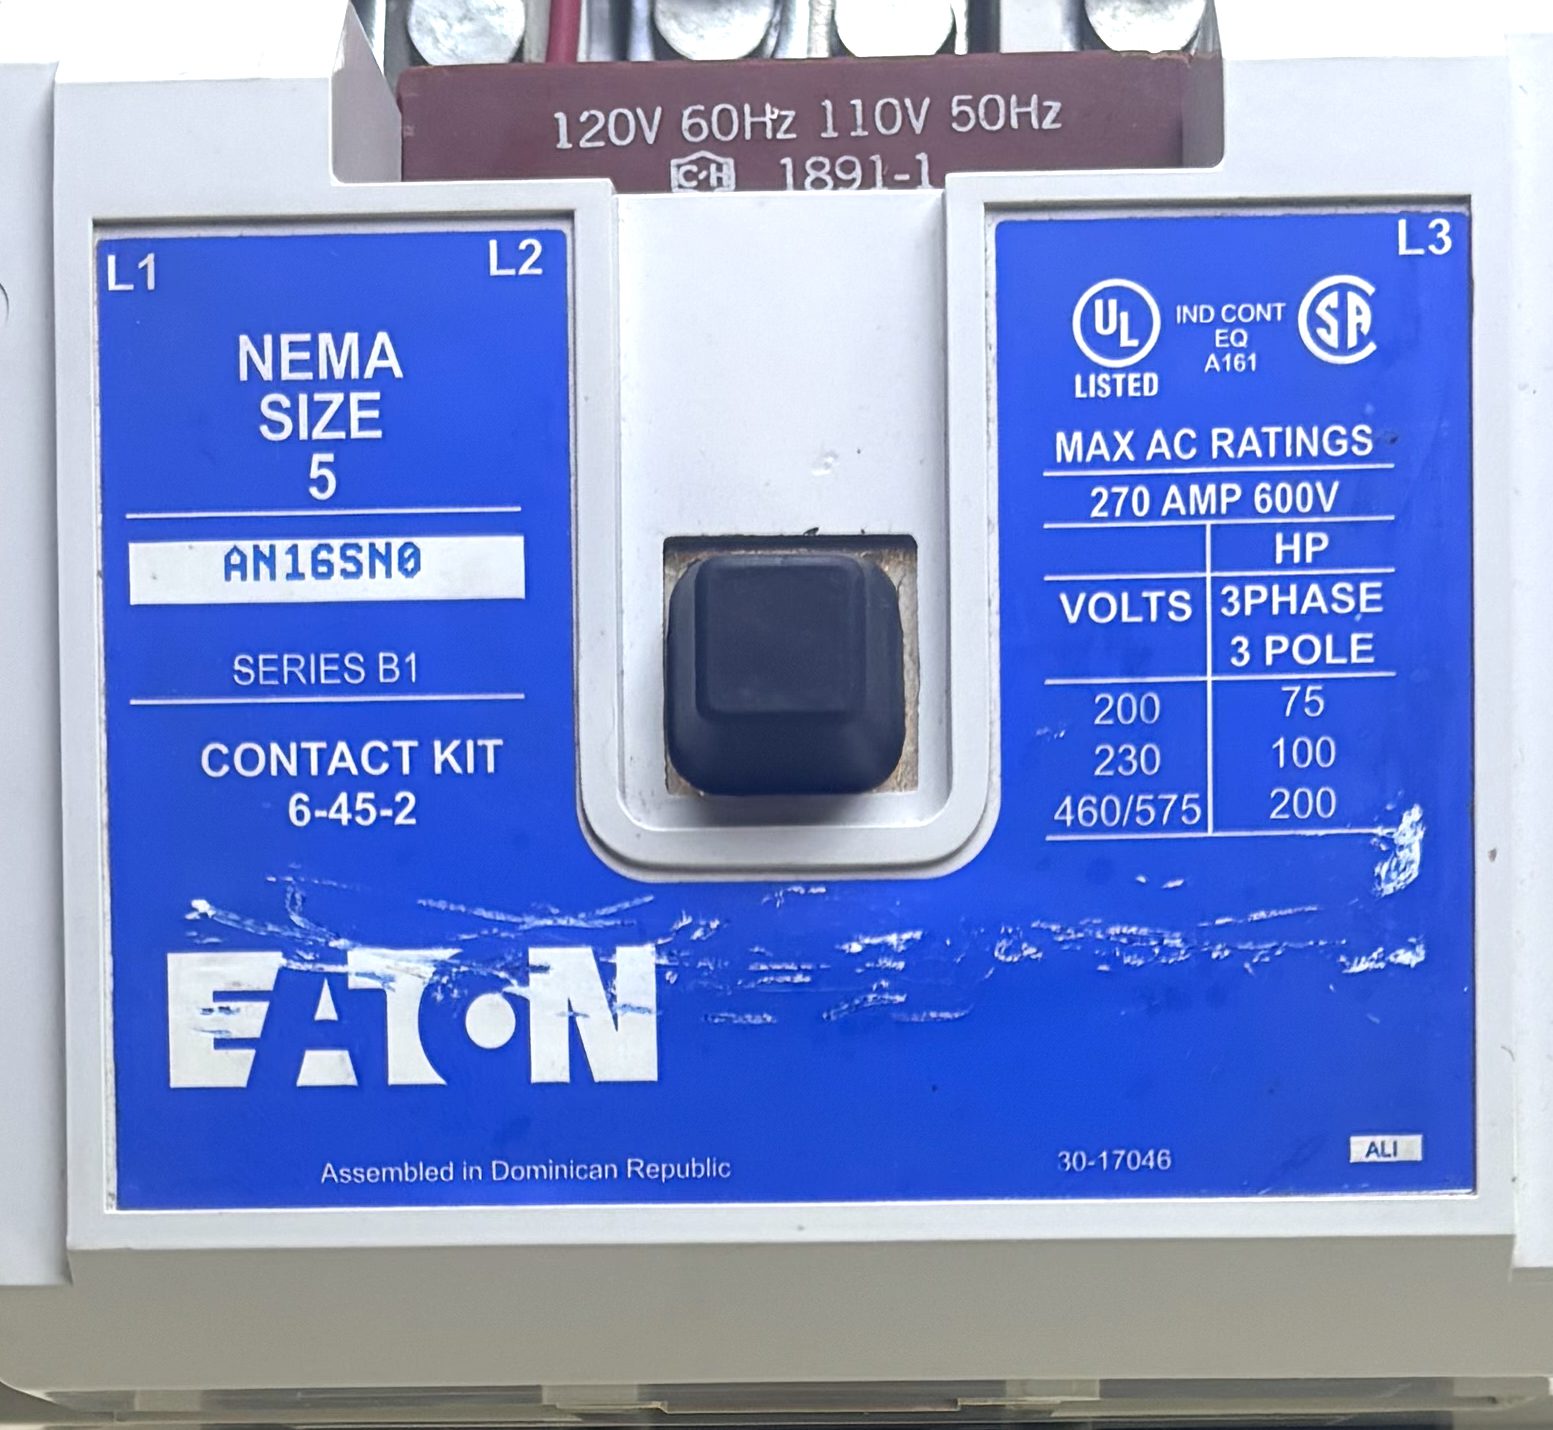 120V 60Hz 110V 50Hz
C-H 1891-1
L1 L2
NEMA
SIZE
5
AN16SN0
SERIES B1
CONTACT KIT
6-45-2
L3
UL
LISTED
IND CONT
EQ
A161
SA
MAX AC RATINGS
270 AMP 600V
HP
VOLTS 3PHASE
3 POLE
200 75
230 100
460/575 200
EATON
Assembled in Dominican Republic
30-17046
ALI